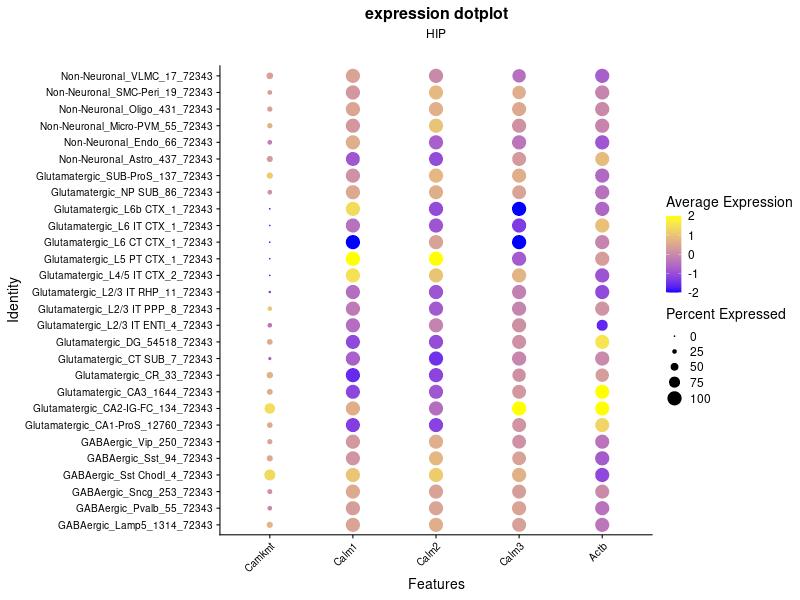 expression dotplot
HIP
Identity
Non-Neuronal_VLMC_17_72343
Non-Neuronal_SMC-Peri_19_72343
Non-Neuronal_Oligo_431_72343
Non-Neuronal_Micro-PVM_55_72343
Non-Neuronal_Endo_66_72343
Non-Neuronal_Astro_437_72343
Glutamatergic_SUB-ProS_137_72343
Glutamatergic_NP SUB_86_72343
Glutamatergic_L6b CTX_1_72343
Glutamatergic_L6 IT CTX_1_72343
Glutamatergic_L6 CT CTX_1_72343
Glutamatergic_L5 PT CTX_1_72343
Glutamatergic_L4/5 IT CTX_2_72343
Glutamatergic_L2/3 IT RHP_11_72343
Glutamatergic_L2/3 IT PPP_8_72343
Glutamatergic_L2/3 IT ENTl_4_72343
Glutamatergic_DG_54518_72343
Glutamatergic_CT SUB_7_72343
Glutamatergic_CR_33_72343
Glutamatergic_CA3_1644_72343
Glutamatergic_CA2-IG-FC_134_72343
Glutamatergic_CA1-ProS_12760_72343
GABAergic_Vip_250_72343
GABAergic_Sst_94_72343
GABAergic_Sst Chodl_4_72343
GABAergic_Sncg_253_72343
GABAergic_Pvalb_55_72343
GABAergic_Lamp5_1314_72343
Camkmt
Calm1
Calm2
Calm3
Actb
Features
Average Expression
2
1
0
-1
-2
Percent Expressed
0
25
50
75
100